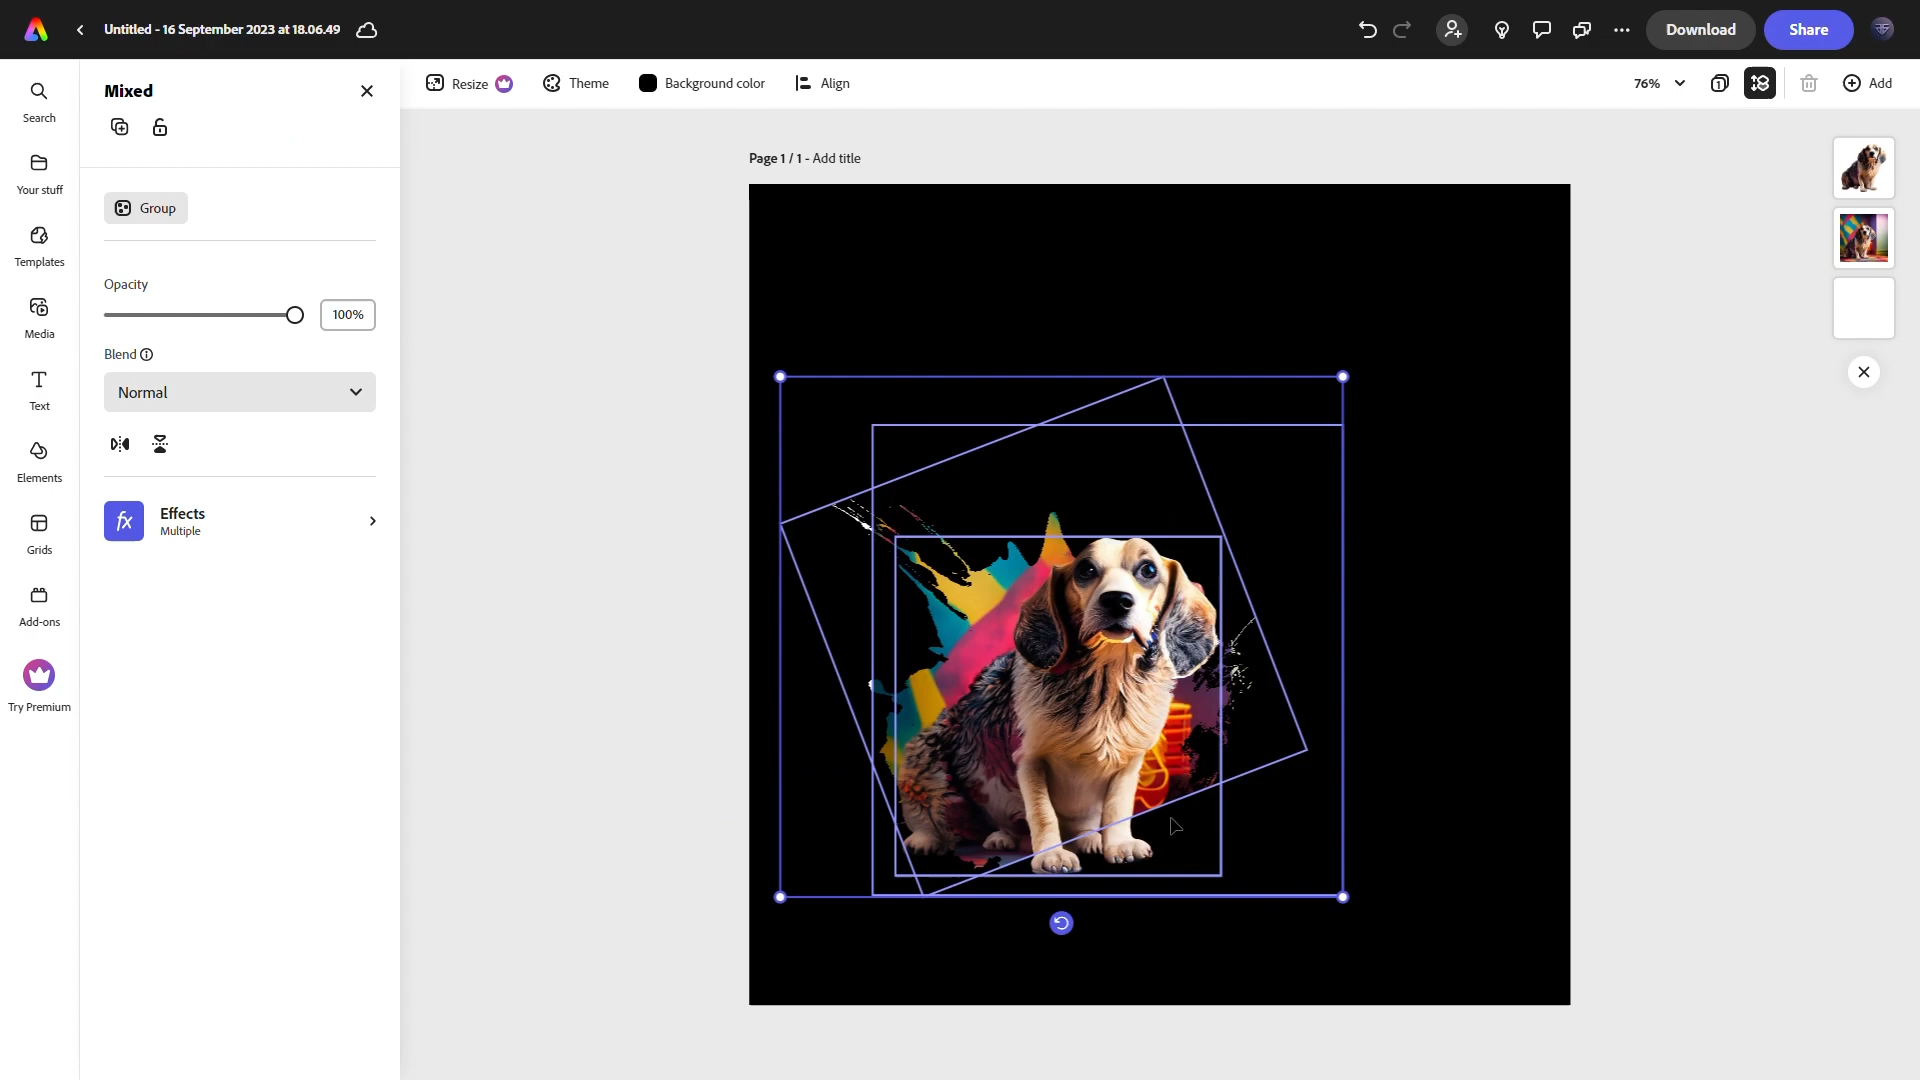 Untitled - 16 September 2023 at 18.06.49
Download
Share
Search
Your stuff
Templates
Media
Text
Elements
Grids
Add-ons
Try Premium
Mixed
Group
Opacity
100%
Blend
Normal
fx
Effects
Multiple
Resize
Theme
Background color
Align
76%
1
Add
Page 1 / 1 - Add title